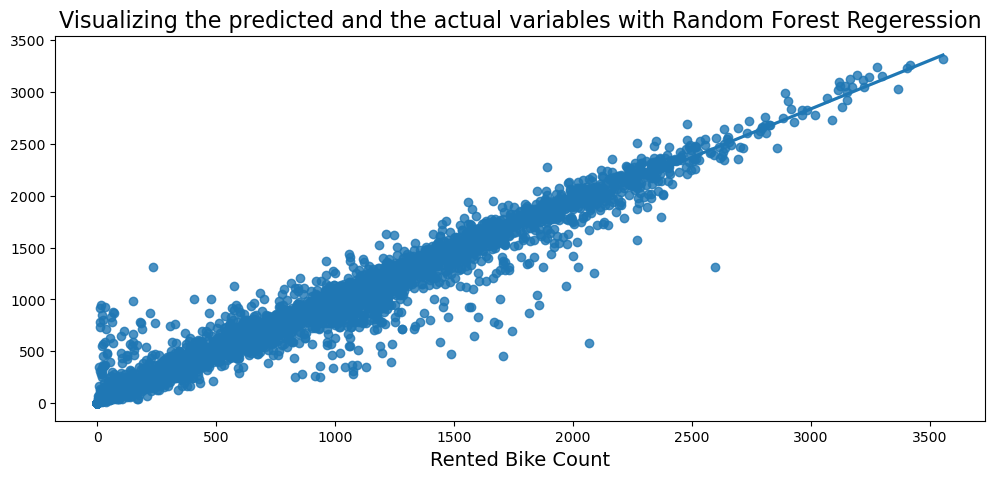 Visualizing the predicted and the actual variables with Random Forest Regeression
3500
3000
2500
2000
1500
1000
500
0
0 500 1000 1500 2000 2500 3000 3500
Rented Bike Count